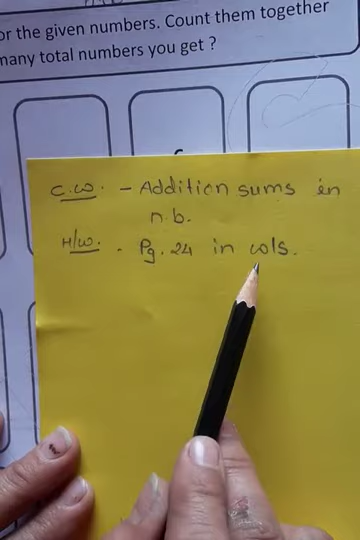 or the given numbers. Count them together
many total numbers you get ?
C.W. - Addition sums in
n.b.
H/W. - Pg. 24 in cols.